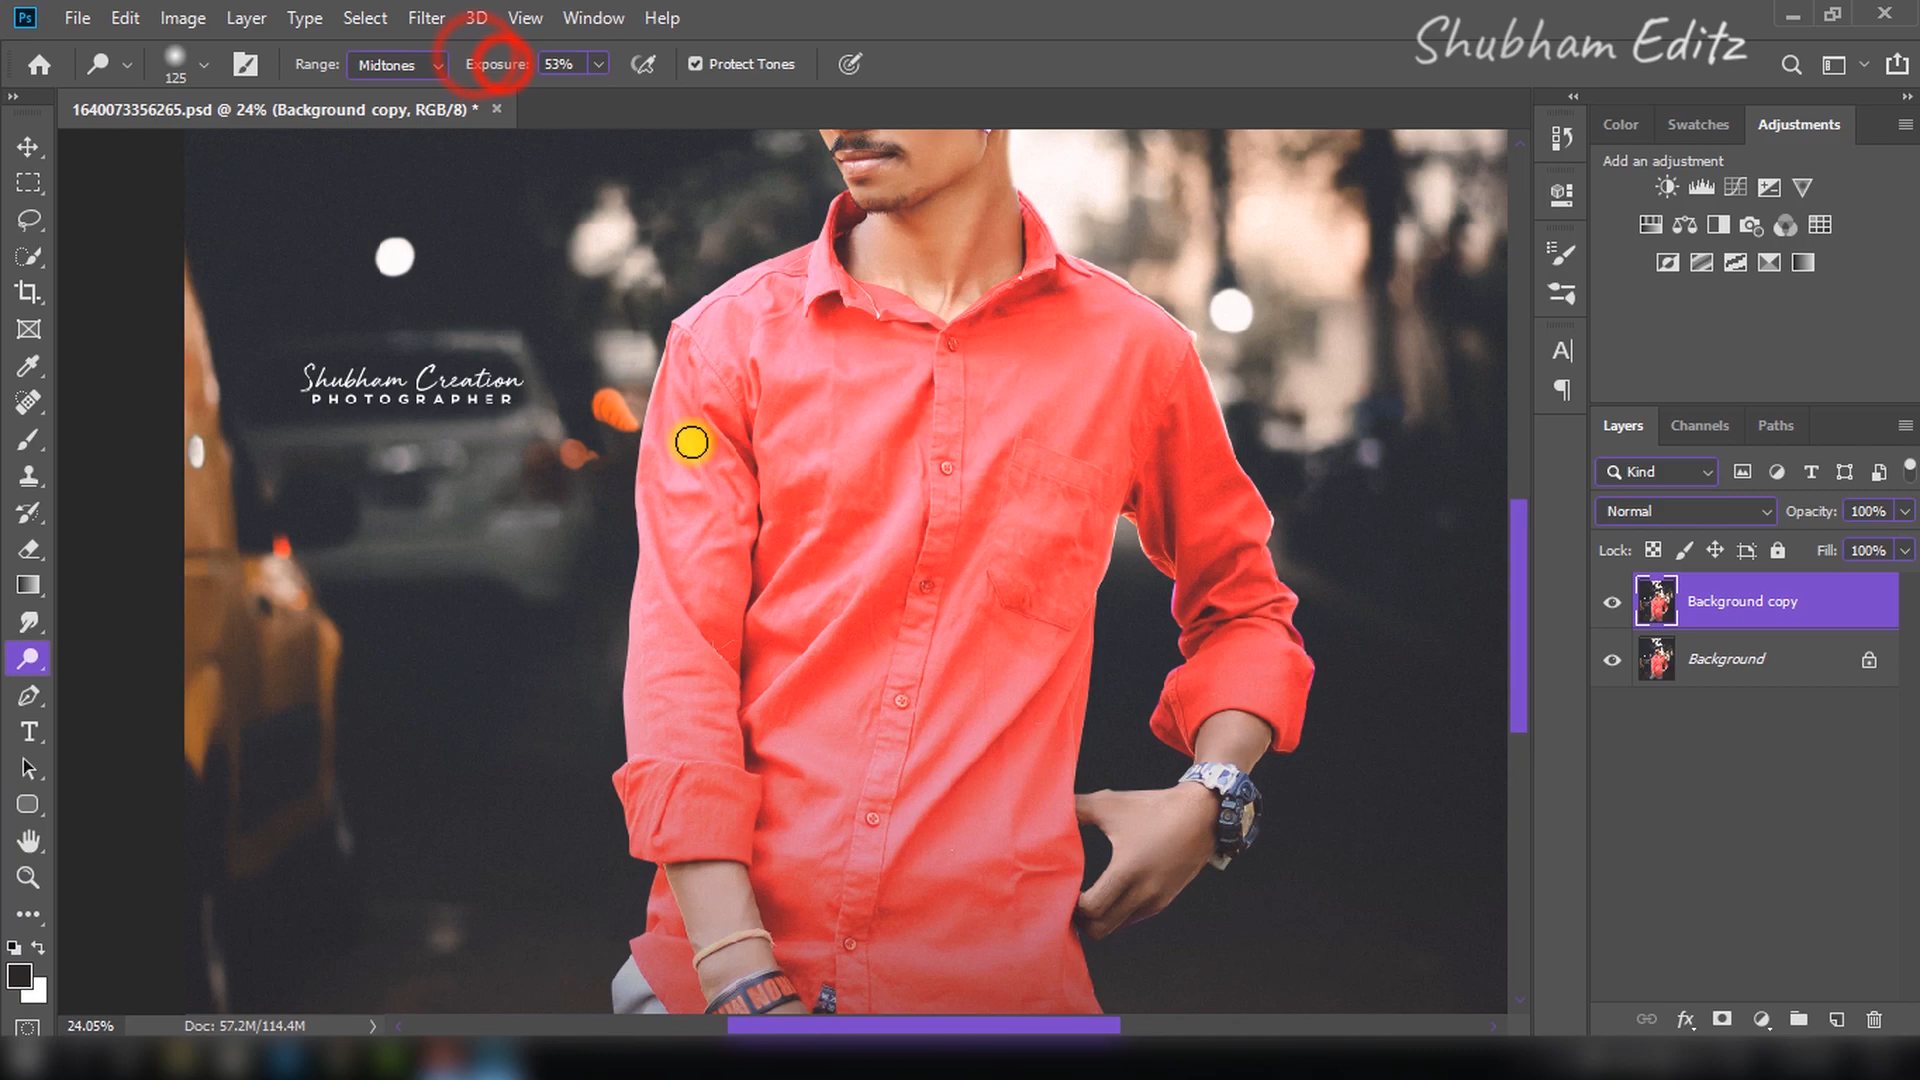 File Edit Image Layer Type Select Filter 3D View Window Help
Shubham Editz
125 Range: Midtones Exposure: 53% Protect Tones
1640073356265.psd @ 24% (Background copy, RGB/8) *
Color Swatches Adjustments
Add an adjustment
Shubham Creation
PHOTOGRAPHER
Layers Channels Paths
Kind
Normal Opacity: 100%
Lock: Fill: 100%
Background copy
Background
24.05% Doc: 57.2M/114.4M